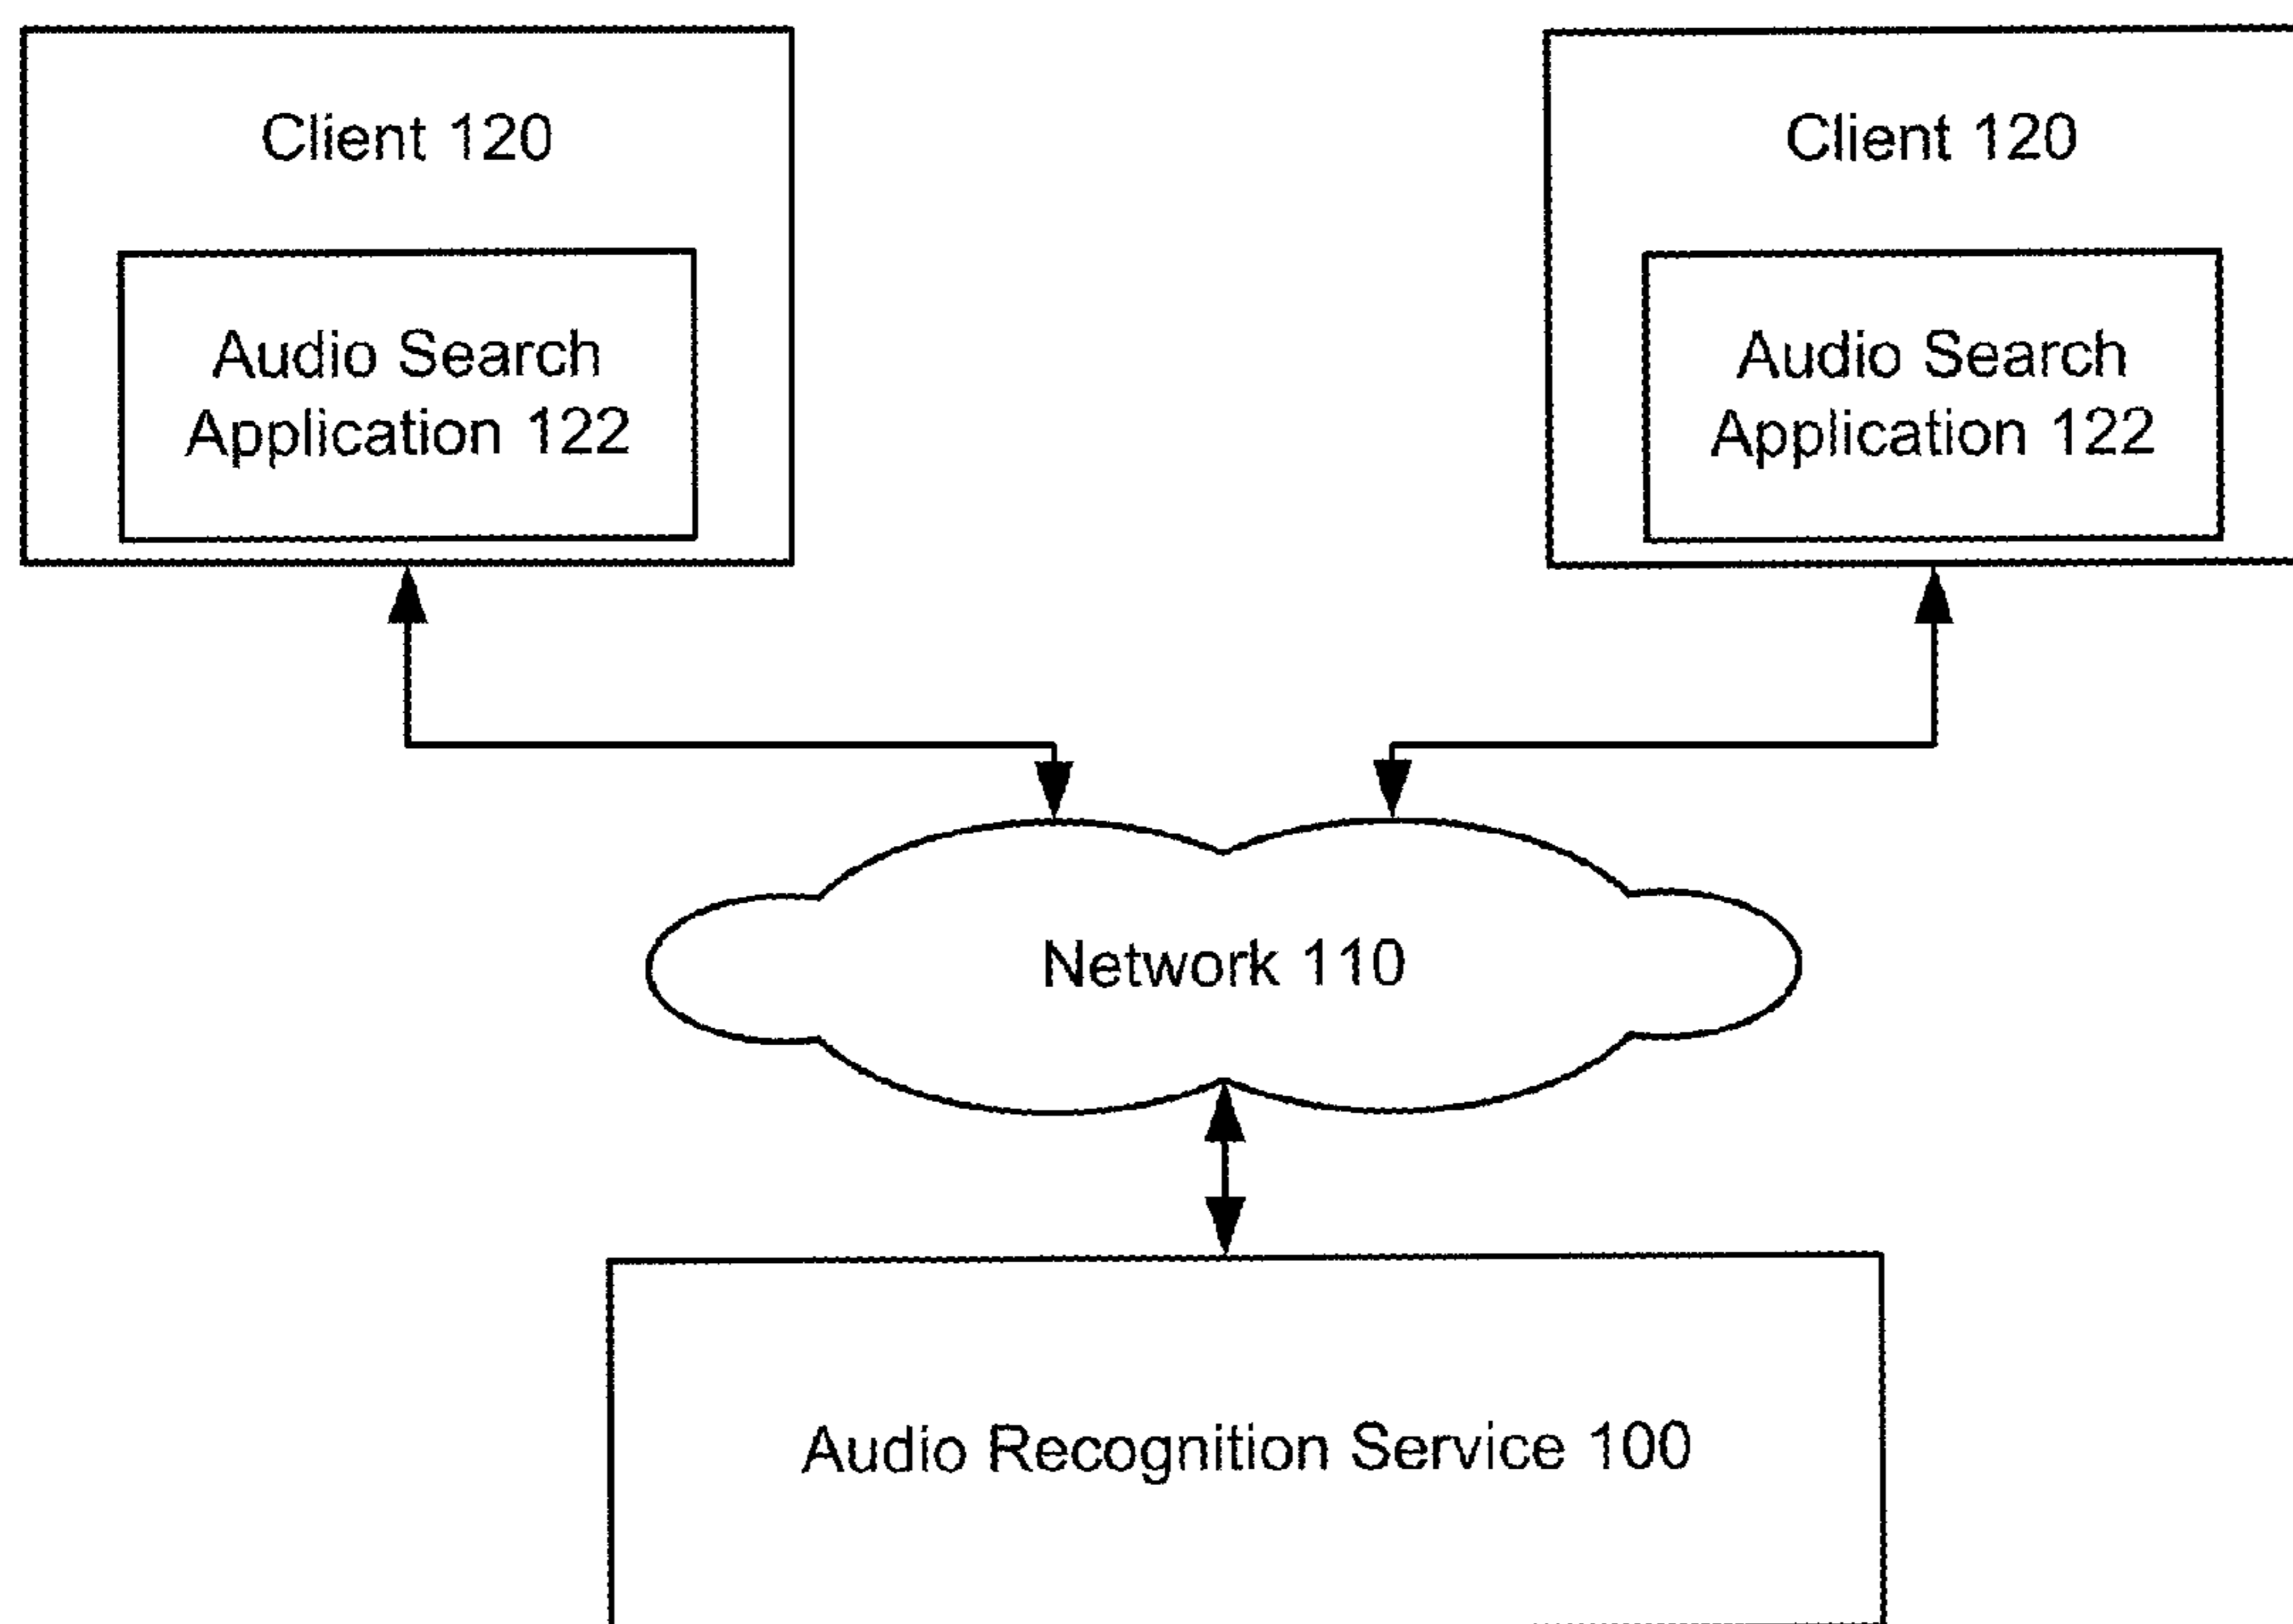 Client 120
Audio Search
Application 122
Client 120
Audio Search
Application 122
Network 110
Audio Recognition Service 100